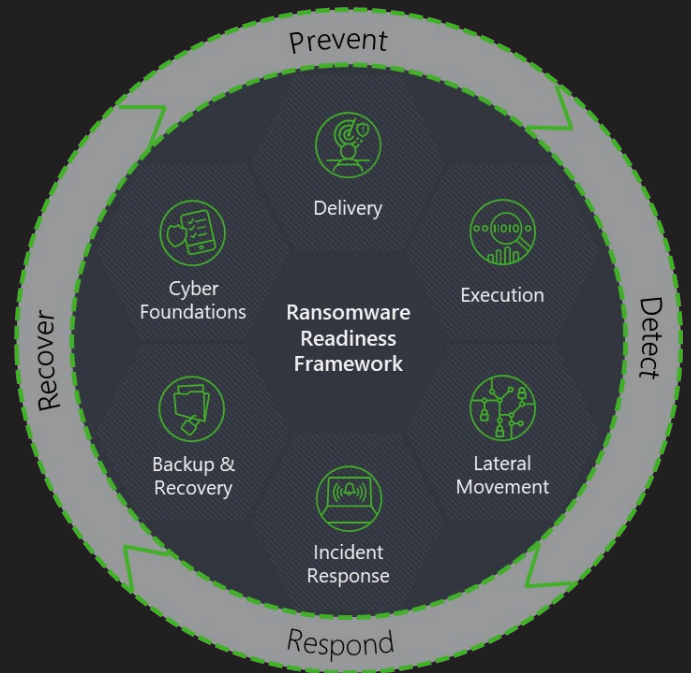 Prevent
Delivery
Cyber
Foundations
Execution
Ransomware
Readiness
Framework
Recover
Detect
Backup &
Recovery
Lateral
Movement
Incident
Response
Respond